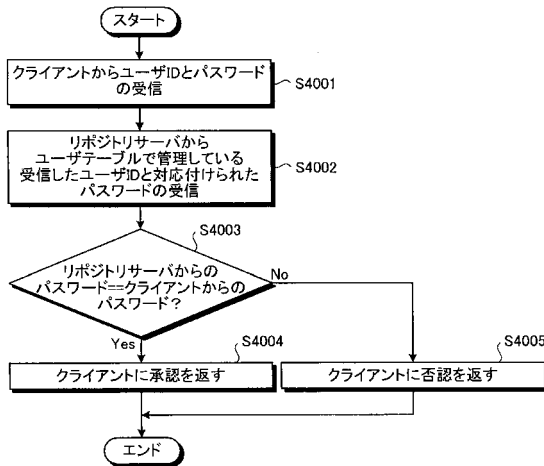 スタート
クライアントからユーザIDとパスワード
の受信
S4001
リポジトリサーバから
ユーザテーブルで管理している
受信したユーザIDと対応付けられた
パスワードの受信
S4002
S4003
リポジトリサーバからの
パスワード==クライアントからの
パスワード?
No
Yes
S4004
クライアントに承認を返す
S4005
クライアントに否認を返す
エンド